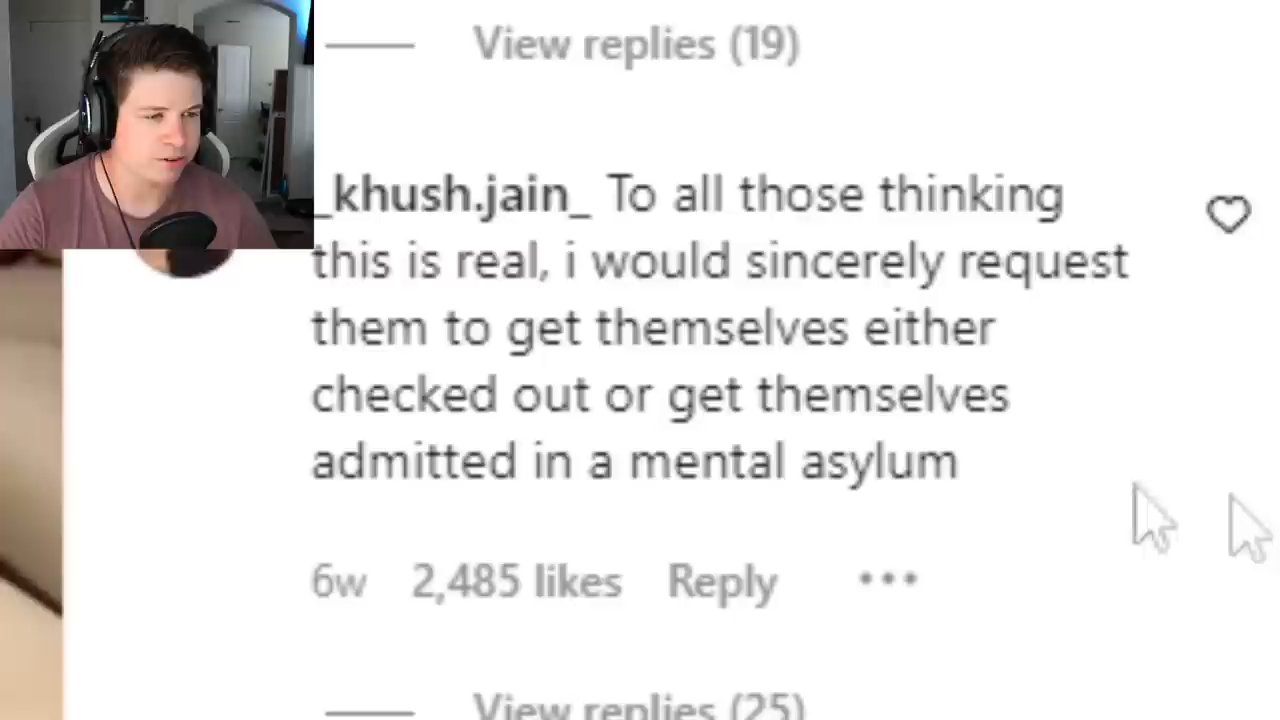 View replies (19)
_khush.jain_ To all those thinking
this is real, i would sincerely request
them to get themselves either
checked out or get themselves
admitted in a mental asylum
6w 2,485 likes Reply •••
View replies (25)